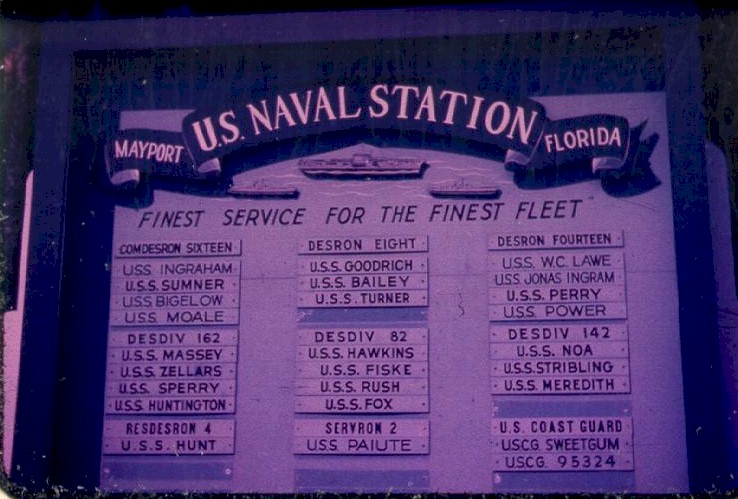 U.S. NAVAL STATION
MAYPORT FLORIDA
"FINEST SERVICE FOR THE FINEST FLEET"
COMDESRON SIXTEEN
USS INGRAHAM
U.S.S. SUMNER
USS BIGELOW
USS MOALE
DESDIV 162
U.S.S. MASSEY
U.S.S. ZELLARS
U.S.S. SPERRY
U.S.S. HUNTINGTON
RESDESRON 4
U.S.S. HUNT
DESRON EIGHT
U.S.S. GOODRICH
U.S.S. BAILEY
U.S.S. TURNER
DESDIV 82
U.S.S. HAWKINS
U.S.S. FISKE
U.S.S. RUSH
U.S.S. FOX
SERVRON 2
U.S.S. PAIUTE
DESRON FOURTEEN
U.S.S. W.C. LAWE
USS JONAS INGRAM
U.S.S. PERRY
U.S.S. POWER
DESDIV 142
U.S.S. NOA
U.S.S. STRIBLING
U.S.S. MEREDITH
U.S. COAST GUARD
USCG. SWEETGUM
USCG. 95324